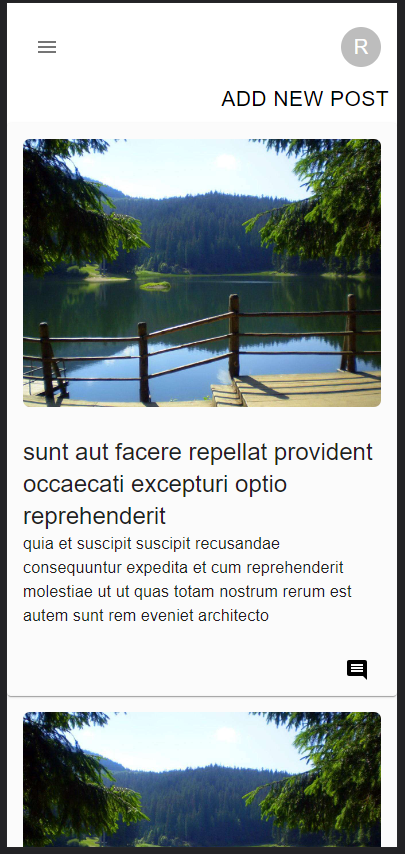 R
ADD NEW POST
sunt aut facere repellat provident
occaecati excepturi optio
reprehenderit
quia et suscipit suscipit recusandae
consequuntur expedita et cum reprehenderit
molestiae ut ut quas totam nostrum rerum est
autem sunt rem eveniet architecto